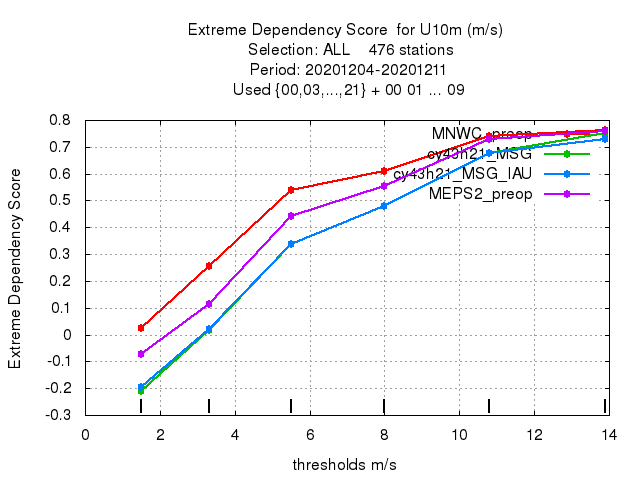 Extreme Dependency Score for U10m (m/s)
Selection: ALL 476 stations
Period: 20201204-20201211
Used {00,03,...,21} + 00 01 ... 09
Extreme Dependency Score
0.8
0.7
0.6
0.5
0.4
0.3
0.2
0.1
0
-0.1
-0.2
-0.3
MNWC_preop
cy43h21_MSG
cy43h21_MSG_IAU
MEPS2_preop
0 2 4 6 8 10 12 14
thresholds m/s